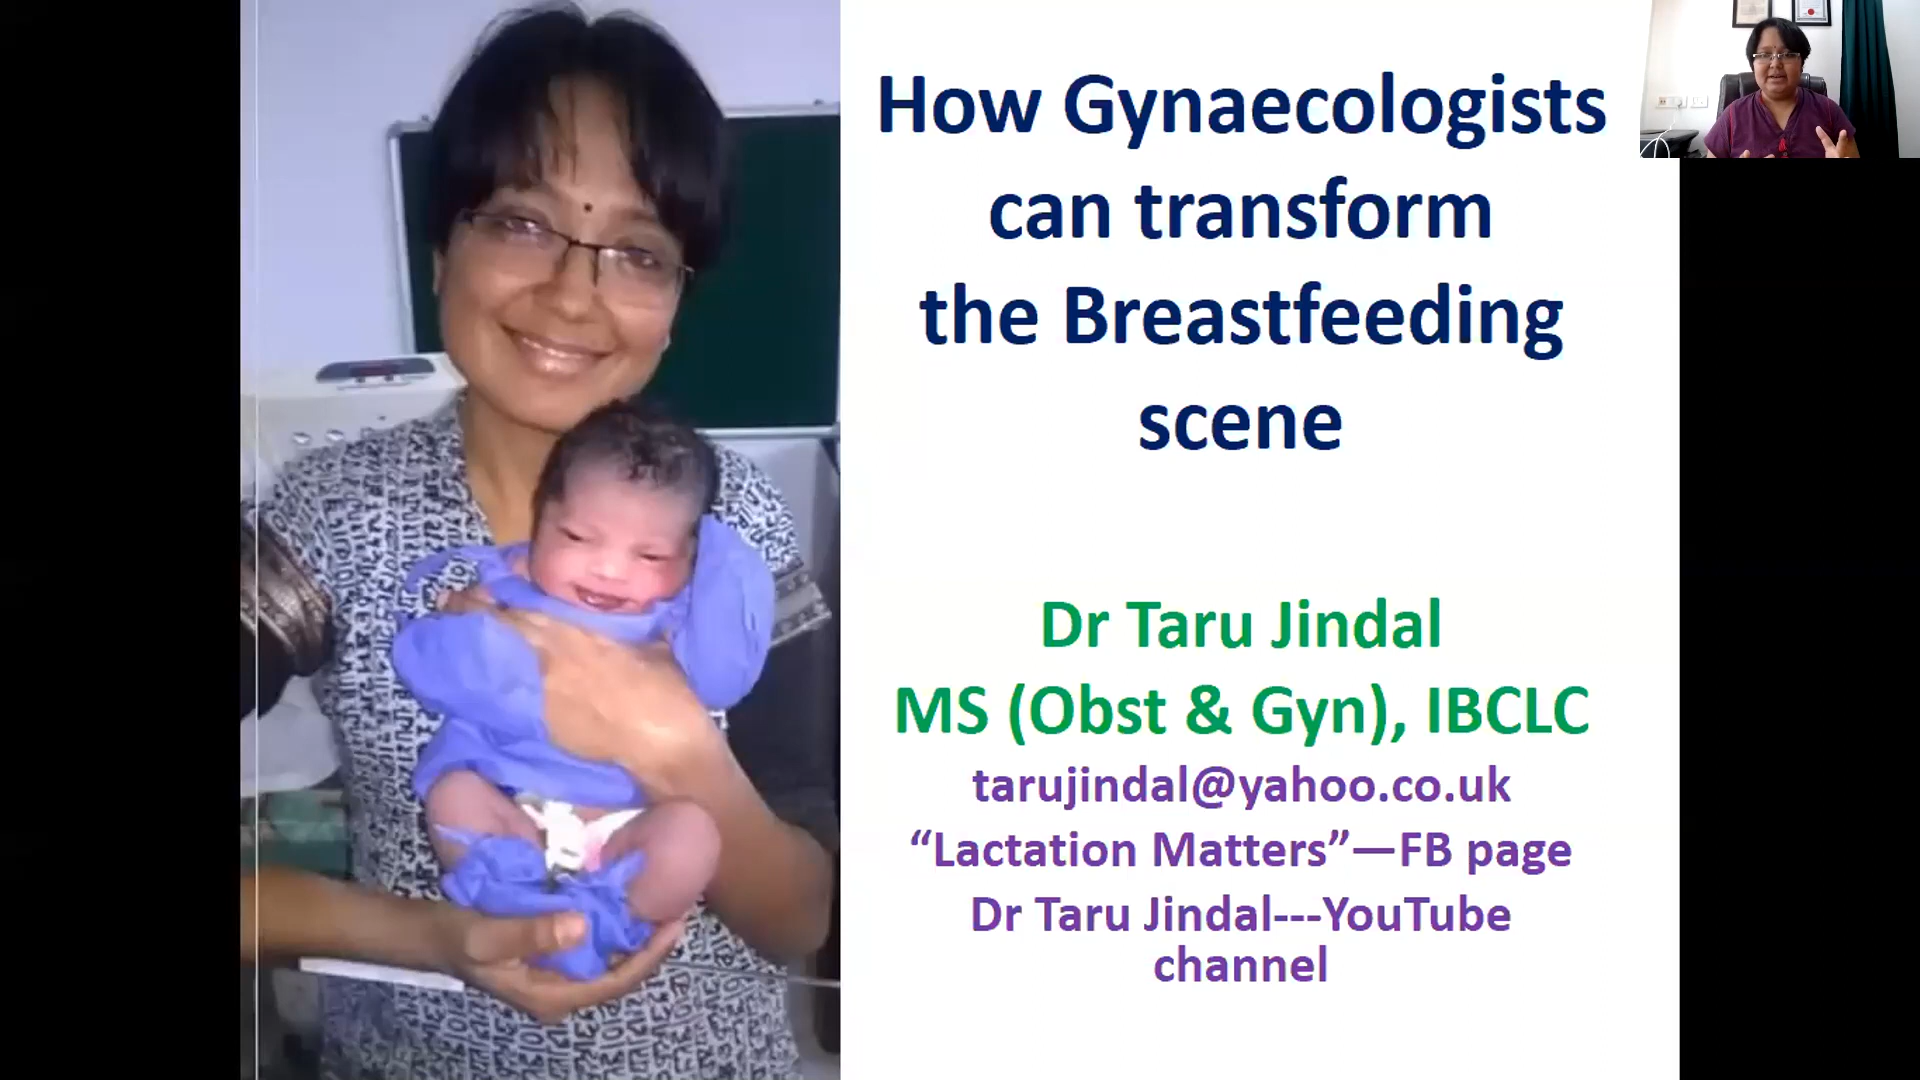 How Gynaecologists
can transform
the Breastfeeding
scene
Dr Taru Jindal
MS (Obst & Gyn), IBCLC
tarujindal@yahoo.co.uk
“Lactation Matters”—FB page
Dr Taru Jindal---YouTube
channel